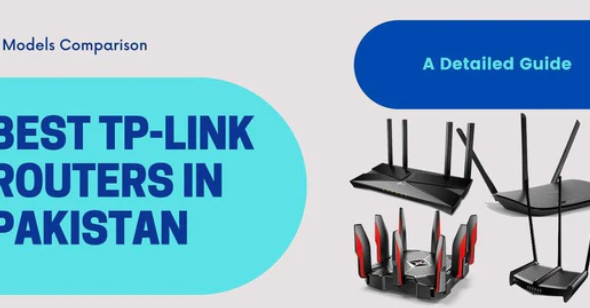 Models Comparison
A Detailed Guide
BEST TP-LINK
ROUTERS IN
PAKISTAN